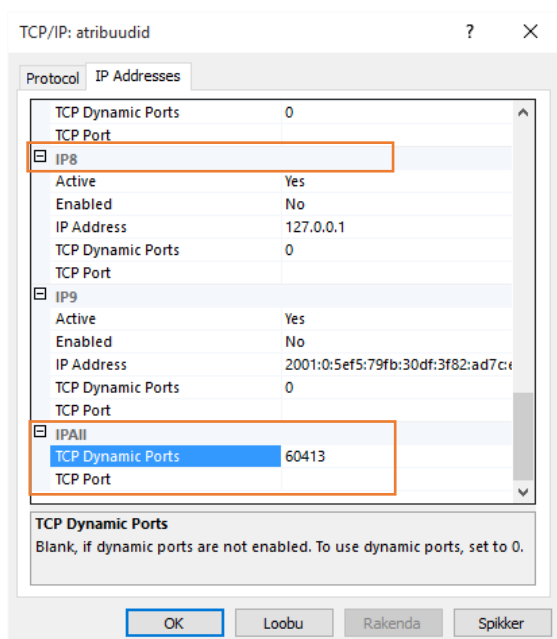 TCP/IP: atribuudid ? ×
Protocol IP Addresses
TCP Dynamic Ports 0
TCP Port
IP8
Active Yes
Enabled No
IP Address 127.0.0.1
TCP Dynamic Ports 0
TCP Port
IP9
Active Yes
Enabled No
IP Address 2001:0:5ef5:79fb:30df:3f82:ad7c:e
TCP Dynamic Ports 0
TCP Port
IPAll
TCP Dynamic Ports 60413
TCP Port
TCP Dynamic Ports
Blank, if dynamic ports are not enabled. To use dynamic ports, set to 0.
OK Loobu Rakenda Spikker